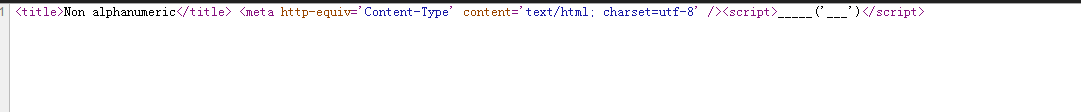 1 <title>Non alphanumeric</title> <meta http-equiv='Content-Type' content='text/html; charset=utf-8' /><script>_____('___')</script>